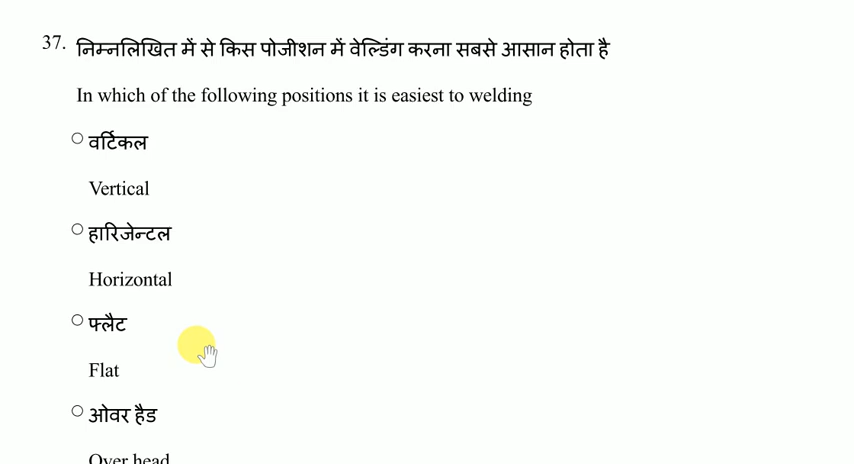 37. निम्नलिखित में से किस पोजीशन में वेल्डिंग करना सबसे आसान होता है
In which of the following positions it is easiest to welding
वर्टिकल
Vertical
हारिजेन्टल
Horizontal
फ्लैट
Flat
ओवर हैड
Over head